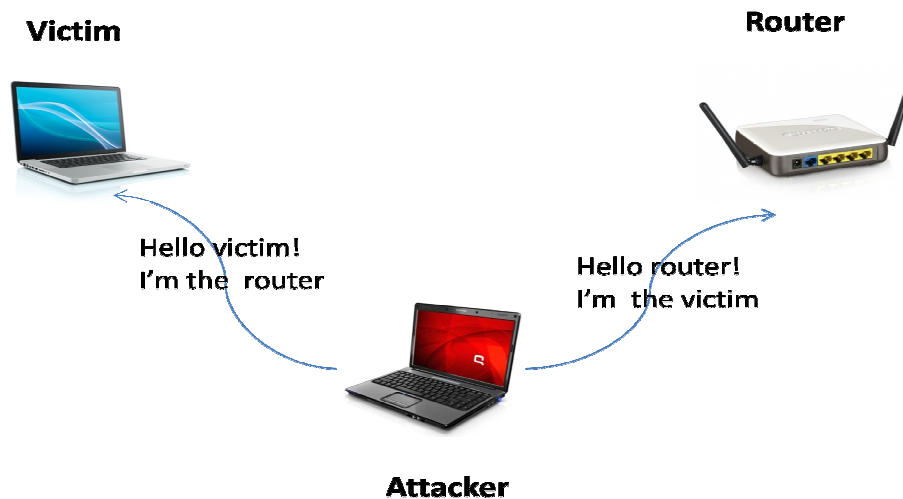 Victim
Router
Hello victim!
I'm the router
Hello router!
I'm the victim
Attacker